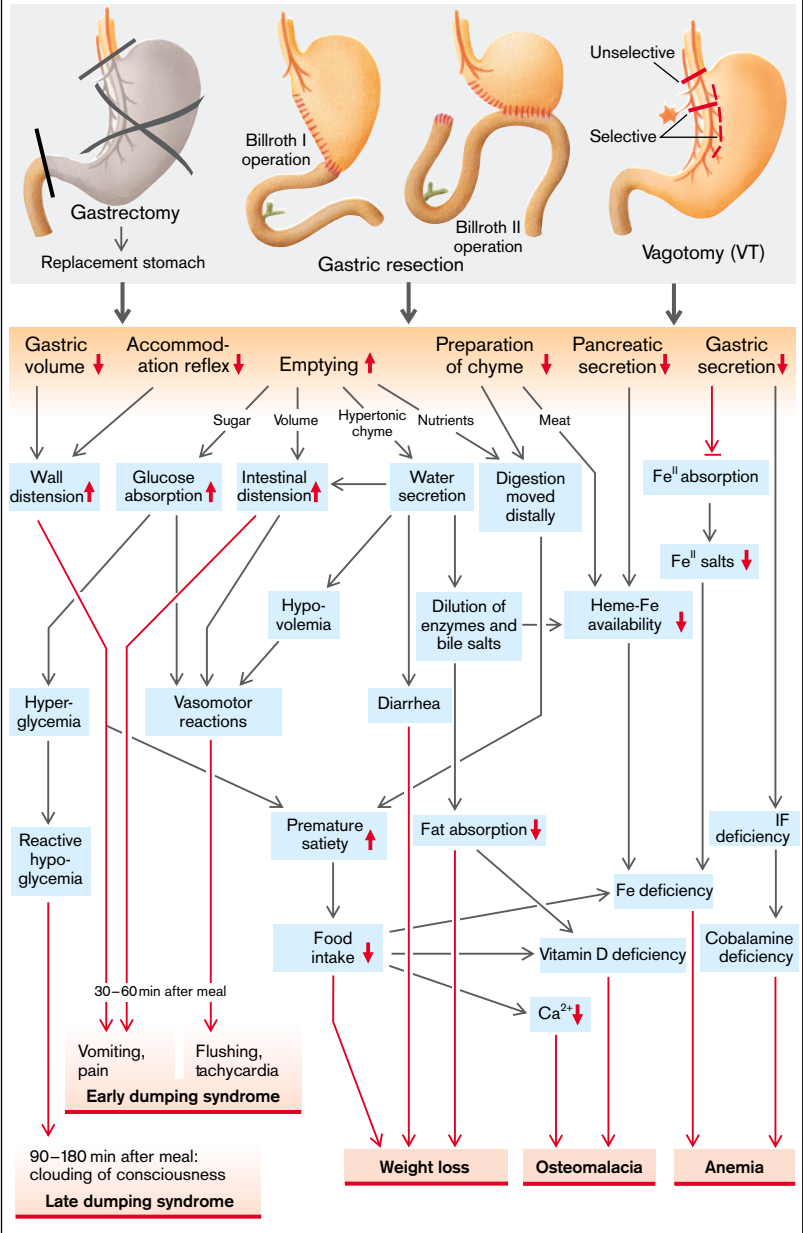 Unselective
Selective
Billroth I
operation
Gastrectomy
Replacement stomach
Billroth II
operation
Gastric resection
Vagotomy (VT)
Gastric
volume
Accommod-
ation reflex
Emptying
Preparation
of chyme
Pancreatic
secretion
Gastric
secretion
Sugar
Volume
Hypertonic
chyme
Nutrients
Meat
Wall
distension
Glucose
absorption
Intestinal
distension
Water
secretion
Digestion
moved
distally
Fe^II absorption
Fe^II salts
Hypo-
volemia
Dilution of
enzymes and
bile salts
Heme-Fe
availability
Hyper-
glycemia
Vasomotor
reactions
Diarrhea
Reactive
hypo-
glycemia
Premature
satiety
Fat absorption
IF
deficiency
Fe deficiency
Food
intake
Vitamin D deficiency
Cobalamine
deficiency
Ca²⁺
30–60 min after meal
Vomiting,
pain
Flushing,
tachycardia
Early dumping syndrome
90–180 min after meal:
clouding of consciousness
Late dumping syndrome
Weight loss
Osteomalacia
Anemia